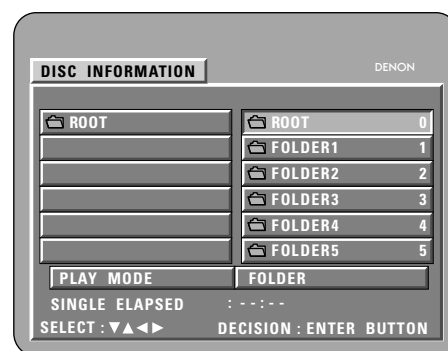 DISC INFORMATION DENON
ROOT ROOT 0
FOLDER1 1
FOLDER2 2
FOLDER3 3
FOLDER4 4
FOLDER5 5
PLAY MODE FOLDER
SINGLE ELAPSED : --:--
SELECT : ▼▲◄► DECISION : ENTER BUTTON